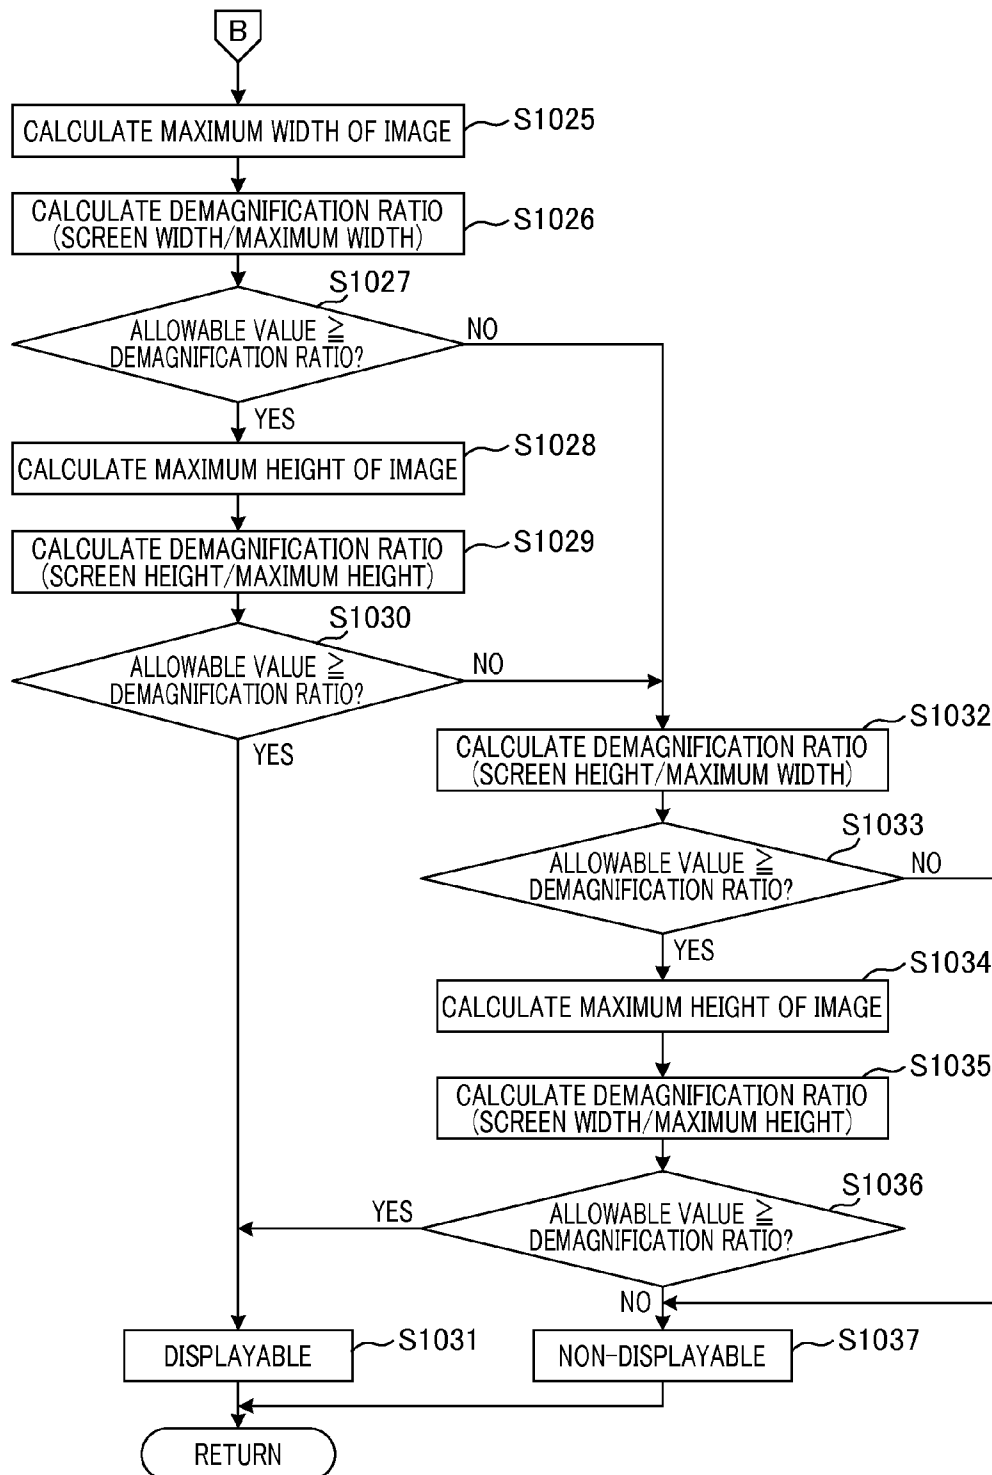 B
CALCULATE MAXIMUM WIDTH OF IMAGE
S1025
CALCULATE DEMAGNIFICATION RATIO
(SCREEN WIDTH/MAXIMUM WIDTH)
S1026
S1027
ALLOWABLE VALUE ≧
DEMAGNIFICATION RATIO?
NO
YES
CALCULATE MAXIMUM HEIGHT OF IMAGE
S1028
CALCULATE DEMAGNIFICATION RATIO
(SCREEN HEIGHT/MAXIMUM HEIGHT)
S1029
S1030
ALLOWABLE VALUE ≧
DEMAGNIFICATION RATIO?
NO
YES
S1032
CALCULATE DEMAGNIFICATION RATIO
(SCREEN HEIGHT/MAXIMUM WIDTH)
S1033
ALLOWABLE VALUE ≧
DEMAGNIFICATION RATIO?
NO
YES
S1034
CALCULATE MAXIMUM HEIGHT OF IMAGE
S1035
CALCULATE DEMAGNIFICATION RATIO
(SCREEN WIDTH/MAXIMUM HEIGHT)
S1036
ALLOWABLE VALUE ≧
DEMAGNIFICATION RATIO?
YES
NO
DISPLAYABLE
S1031
NON-DISPLAYABLE
S1037
RETURN